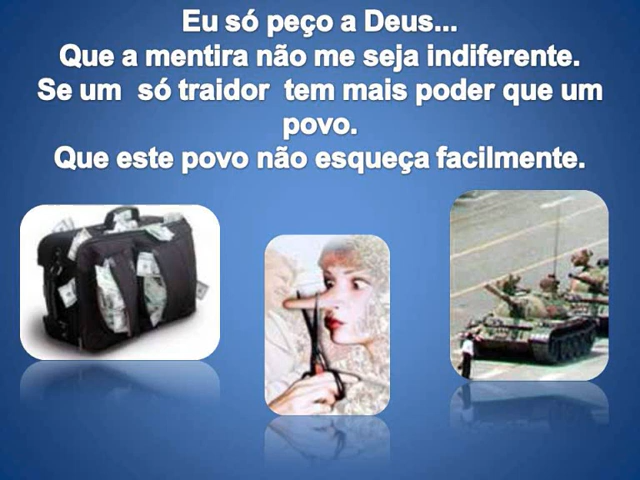 Eu só peço a Deus...
Que a mentira não me seja indiferente.
Se um só traidor tem mais poder que um
povo.
Que este povo não esqueça facilmente.